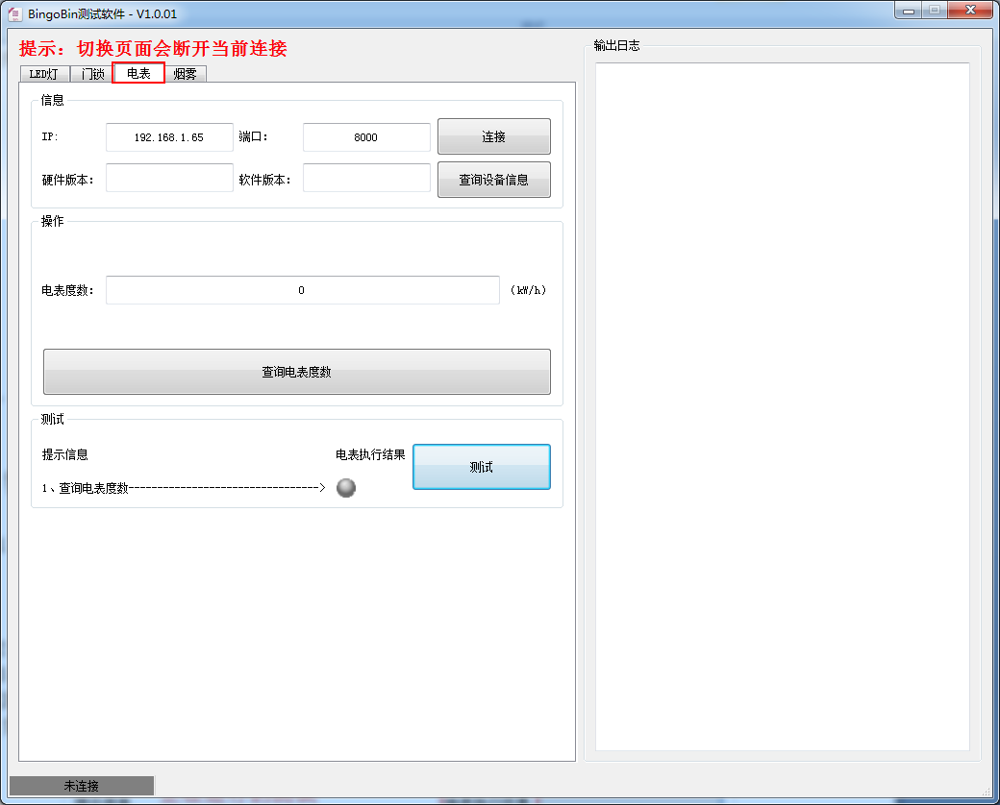 BingoBin测试软件 - V1.0.01
提示：切换页面会断开当前连接
LED灯 门锁 电表 烟雾
信息
IP: 192.168.1.65 端口： 8000 连接
硬件版本： 软件版本： 查询设备信息
操作
电表度数： 0 (kW/h)
查询电表度数
测试
提示信息 电表执行结果 测试
1、查询电表度数--------------------------------->
输出日志
未连接